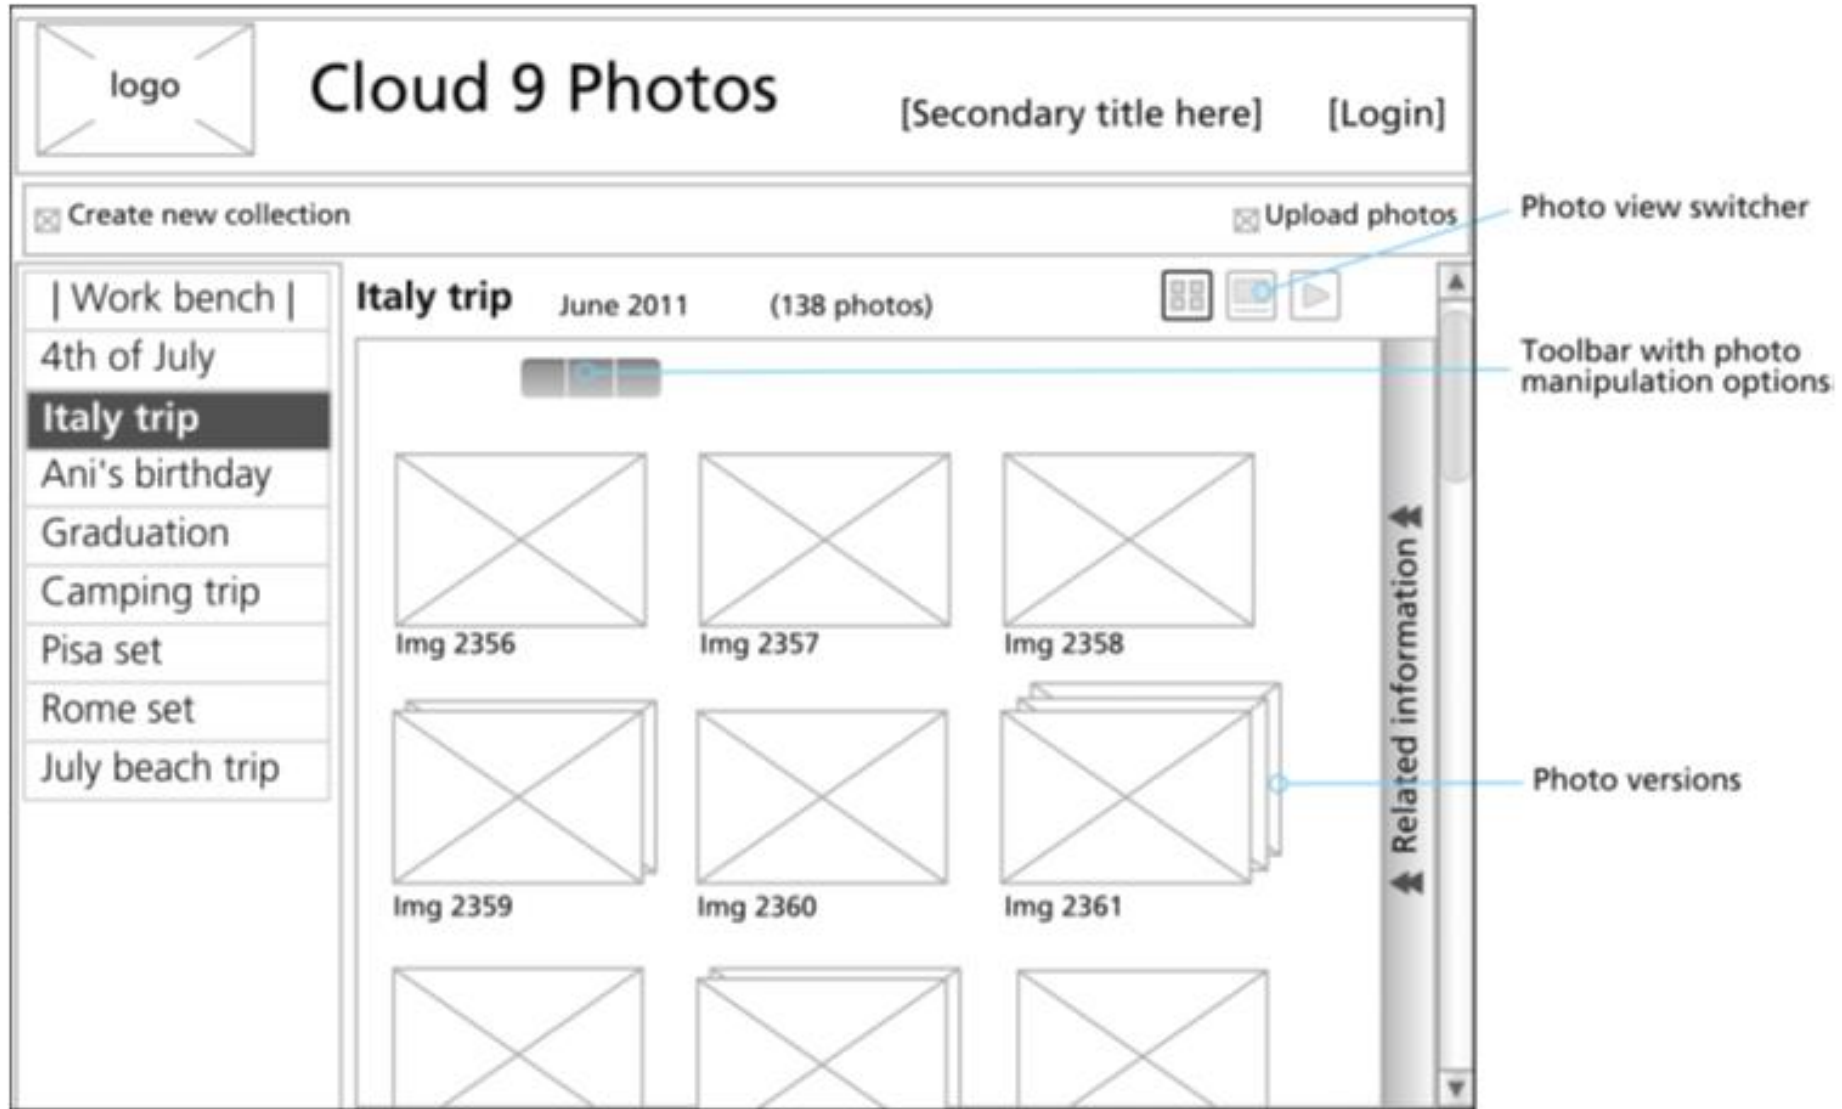 logo
Cloud 9 Photos
[Secondary title here]
[Login]
Create new collection
Upload photos
Photo view switcher
| Work bench |
4th of July
Italy trip
Ani's birthday
Graduation
Camping trip
Pisa set
Rome set
July beach trip
Italy trip June 2011 (138 photos)
Toolbar with photo
manipulation options
Img 2356
Img 2357
Img 2358
Img 2359
Img 2360
Img 2361
Related information
Photo versions